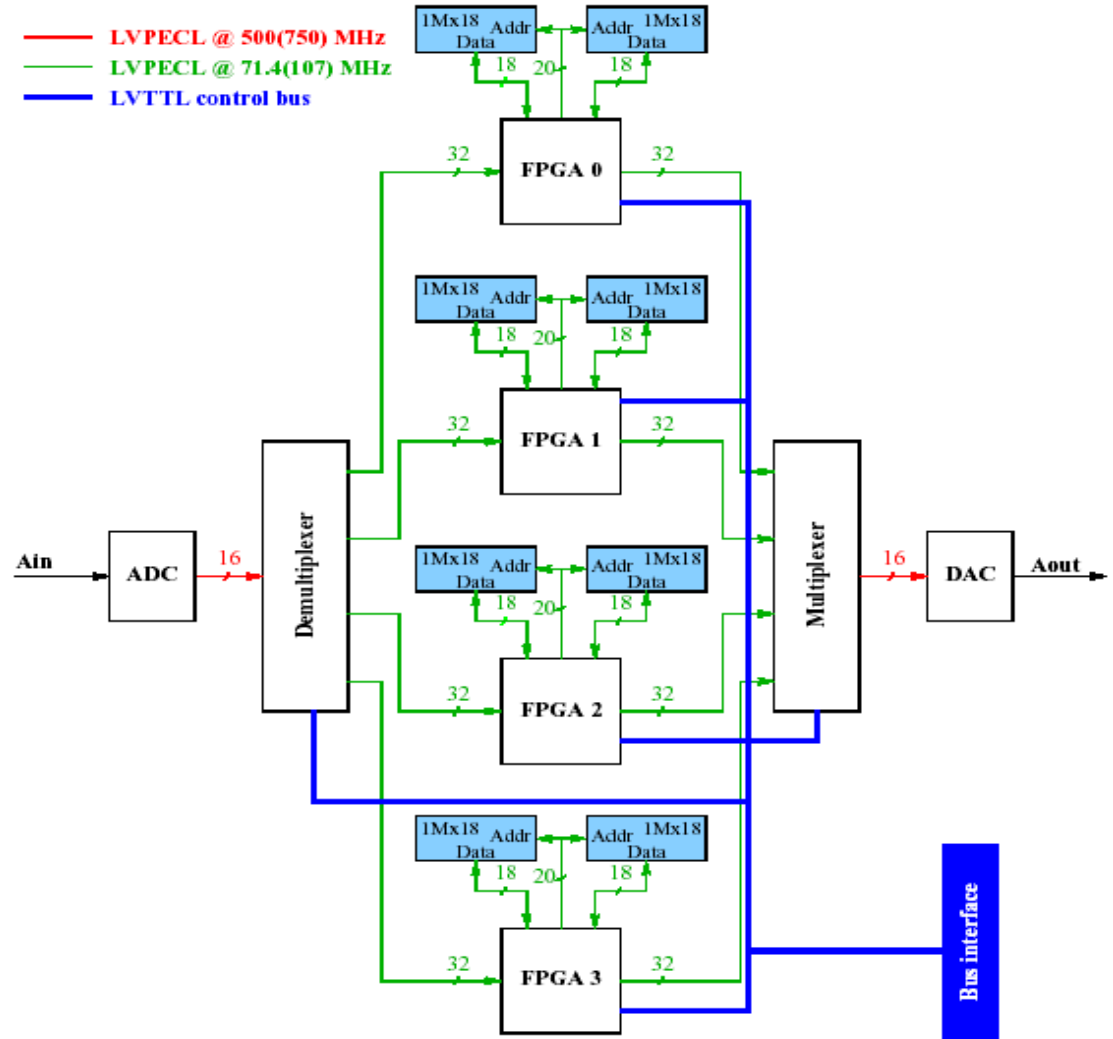 LVPECL @ 500(750) MHz
LVPECL @ 71.4(107) MHz
LVTTL control bus
1Mx18 Addr
Data
Addr 1Mx18
Data
18
20
18
32
FPGA 0
32
1Mx18 Addr
Data
Addr 1Mx18
Data
18
20
18
32
FPGA 1
32
Ain
ADC
16
Demultiplexer
1Mx18 Addr
Data
Addr 1Mx18
Data
18
20
18
32
FPGA 2
32
Multiplexer
16
DAC
Aout
1Mx18 Addr
Data
Addr 1Mx18
Data
18
20
18
32
FPGA 3
32
Bus interface